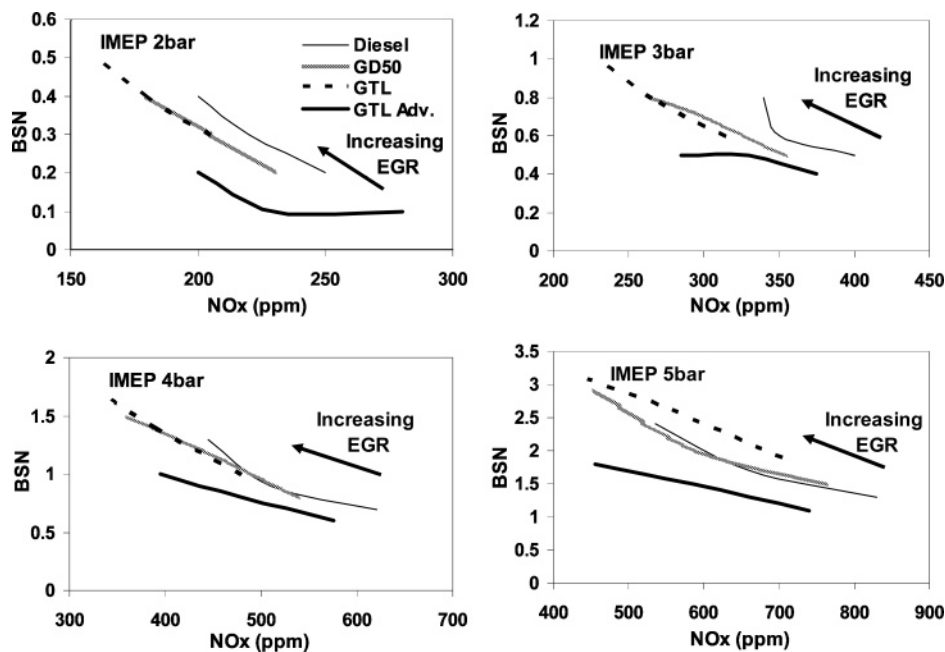 IMEP 2bar
Diesel
GD50
GTL
GTL Adv.
Increasing
EGR
BSN
0.6
0.5
0.4
0.3
0.2
0.1
0
150
200
250
300
NOx (ppm)
IMEP 3bar
Increasing
EGR
BSN
1.2
1
0.8
0.6
0.4
0.2
0
200
250
300
350
400
450
NOx (ppm)
IMEP 4bar
Increasing
EGR
BSN
2
1.5
1
0.5
0
300
400
500
600
700
NOx (ppm)
IMEP 5bar
Increasing
EGR
BSN
3.5
3
2.5
2
1.5
1
0.5
0
400
500
600
700
800
900
NOx (ppm)